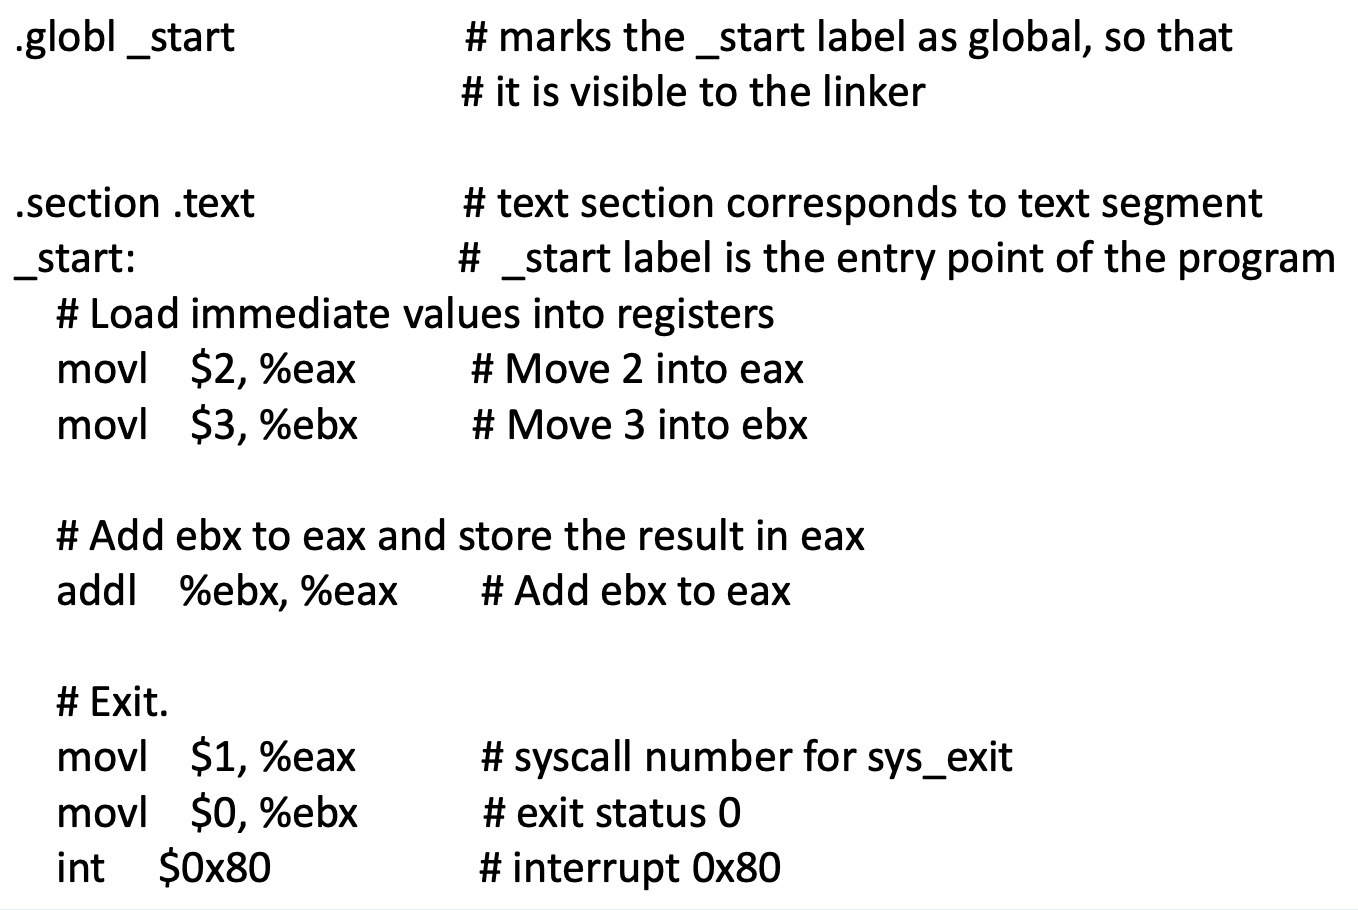 .globl _start # marks the _start label as global, so that
# it is visible to the linker
.section .text # text section corresponds to text segment
_start: # _start label is the entry point of the program
# Load immediate values into registers
movl $2, %eax # Move 2 into eax
movl $3, %ebx # Move 3 into ebx
# Add ebx to eax and store the result in eax
addl %ebx, %eax # Add ebx to eax
# Exit.
movl $1, %eax # syscall number for sys_exit
movl $0, %ebx # exit status 0
int $0x80 # interrupt 0x80